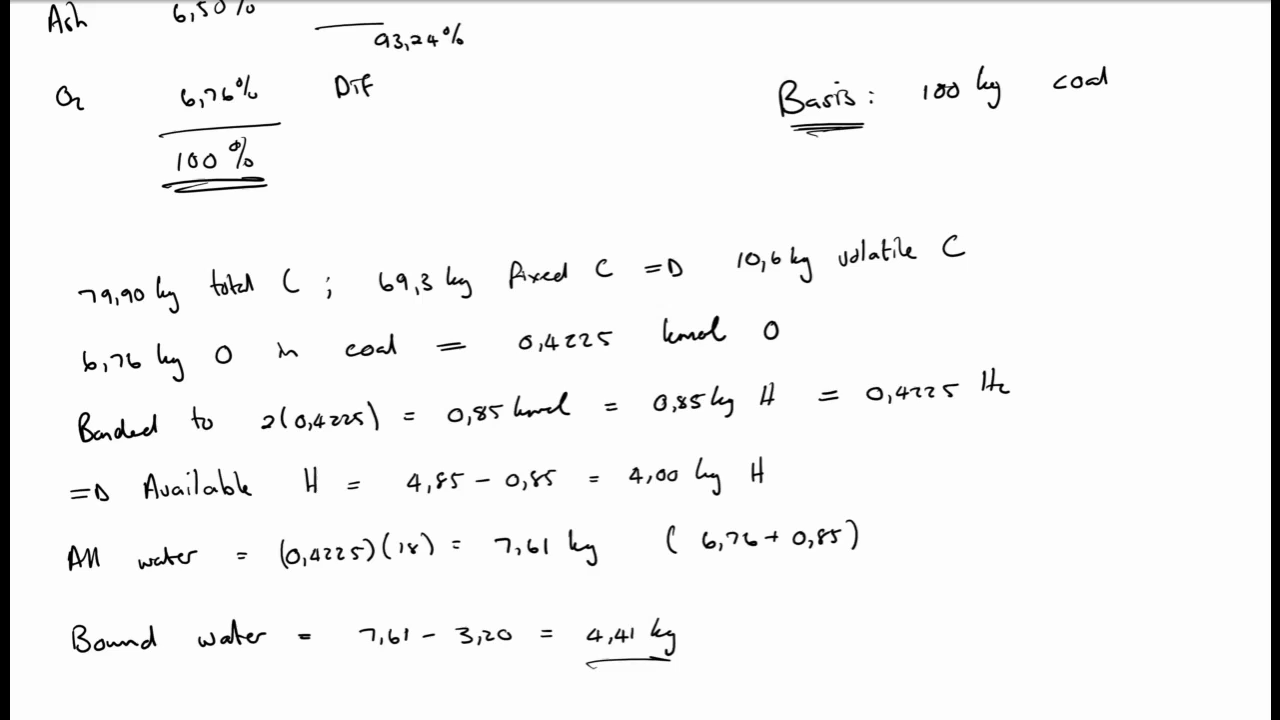 Ash 6,50%
93,24%
O2 6,76% DTF
Basis: 100 kg coal
100 %
79,90 kg total C ; 69,3 kg fixed C => 10,6 kg volatile C
6,76 kg O in coal = 0,4225 kmol O
Bonded to 2(0,4225) = 0,85 kmol = 0,85 kg H = 0,4225 H2
=> Available H = 4,85 - 0,85 = 4,00 kg H
All water = (0,4225)(18) = 7,61 kg (6,76 + 0,85)
Bound water = 7,61 - 3,20 = 4,41 kg